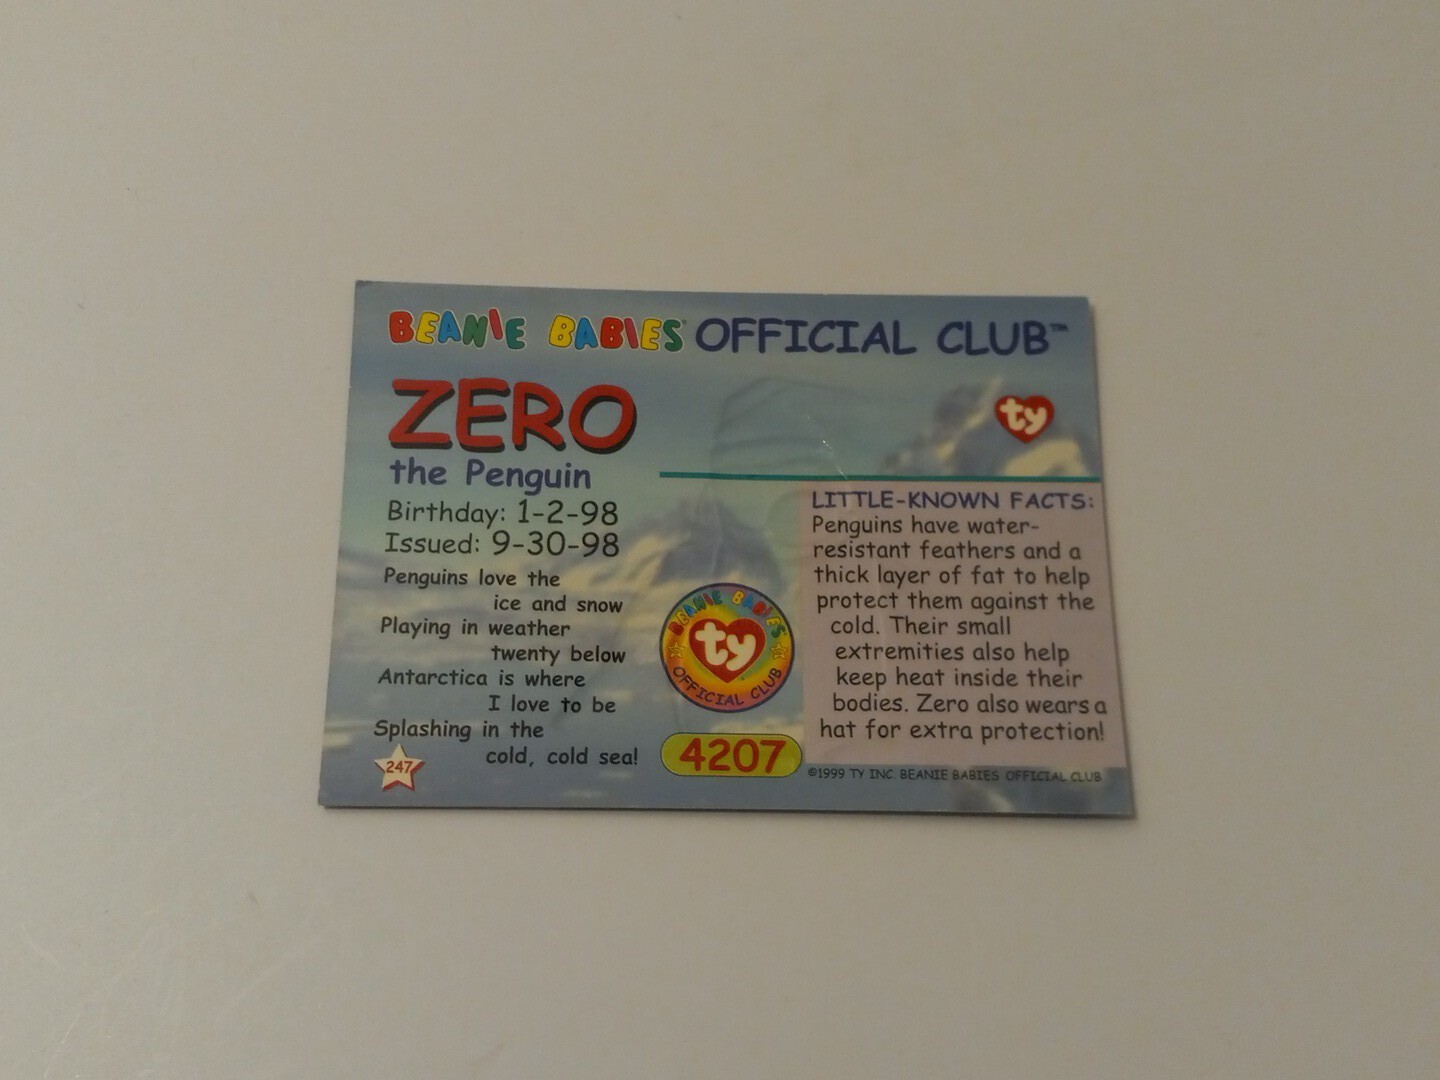 BEANIE BABIES® OFFICIAL CLUB™
ZERO
the Penguin
Birthday: 1-2-98
Issued: 9-30-98
Penguins love the
ice and snow
Playing in weather
twenty below
Antarctica is where
I love to be
Splashing in the
cold, cold sea!
247
BEANIE BABIES
ty
OFFICIAL CLUB
4207
ty
LITTLE-KNOWN FACTS:
Penguins have water-
resistant feathers and a
thick layer of fat to help
protect them against the
cold. Their small
extremities also help
keep heat inside their
bodies. Zero also wears a
hat for extra protection!
©1999 TY INC. BEANIE BABIES OFFICIAL CLUB